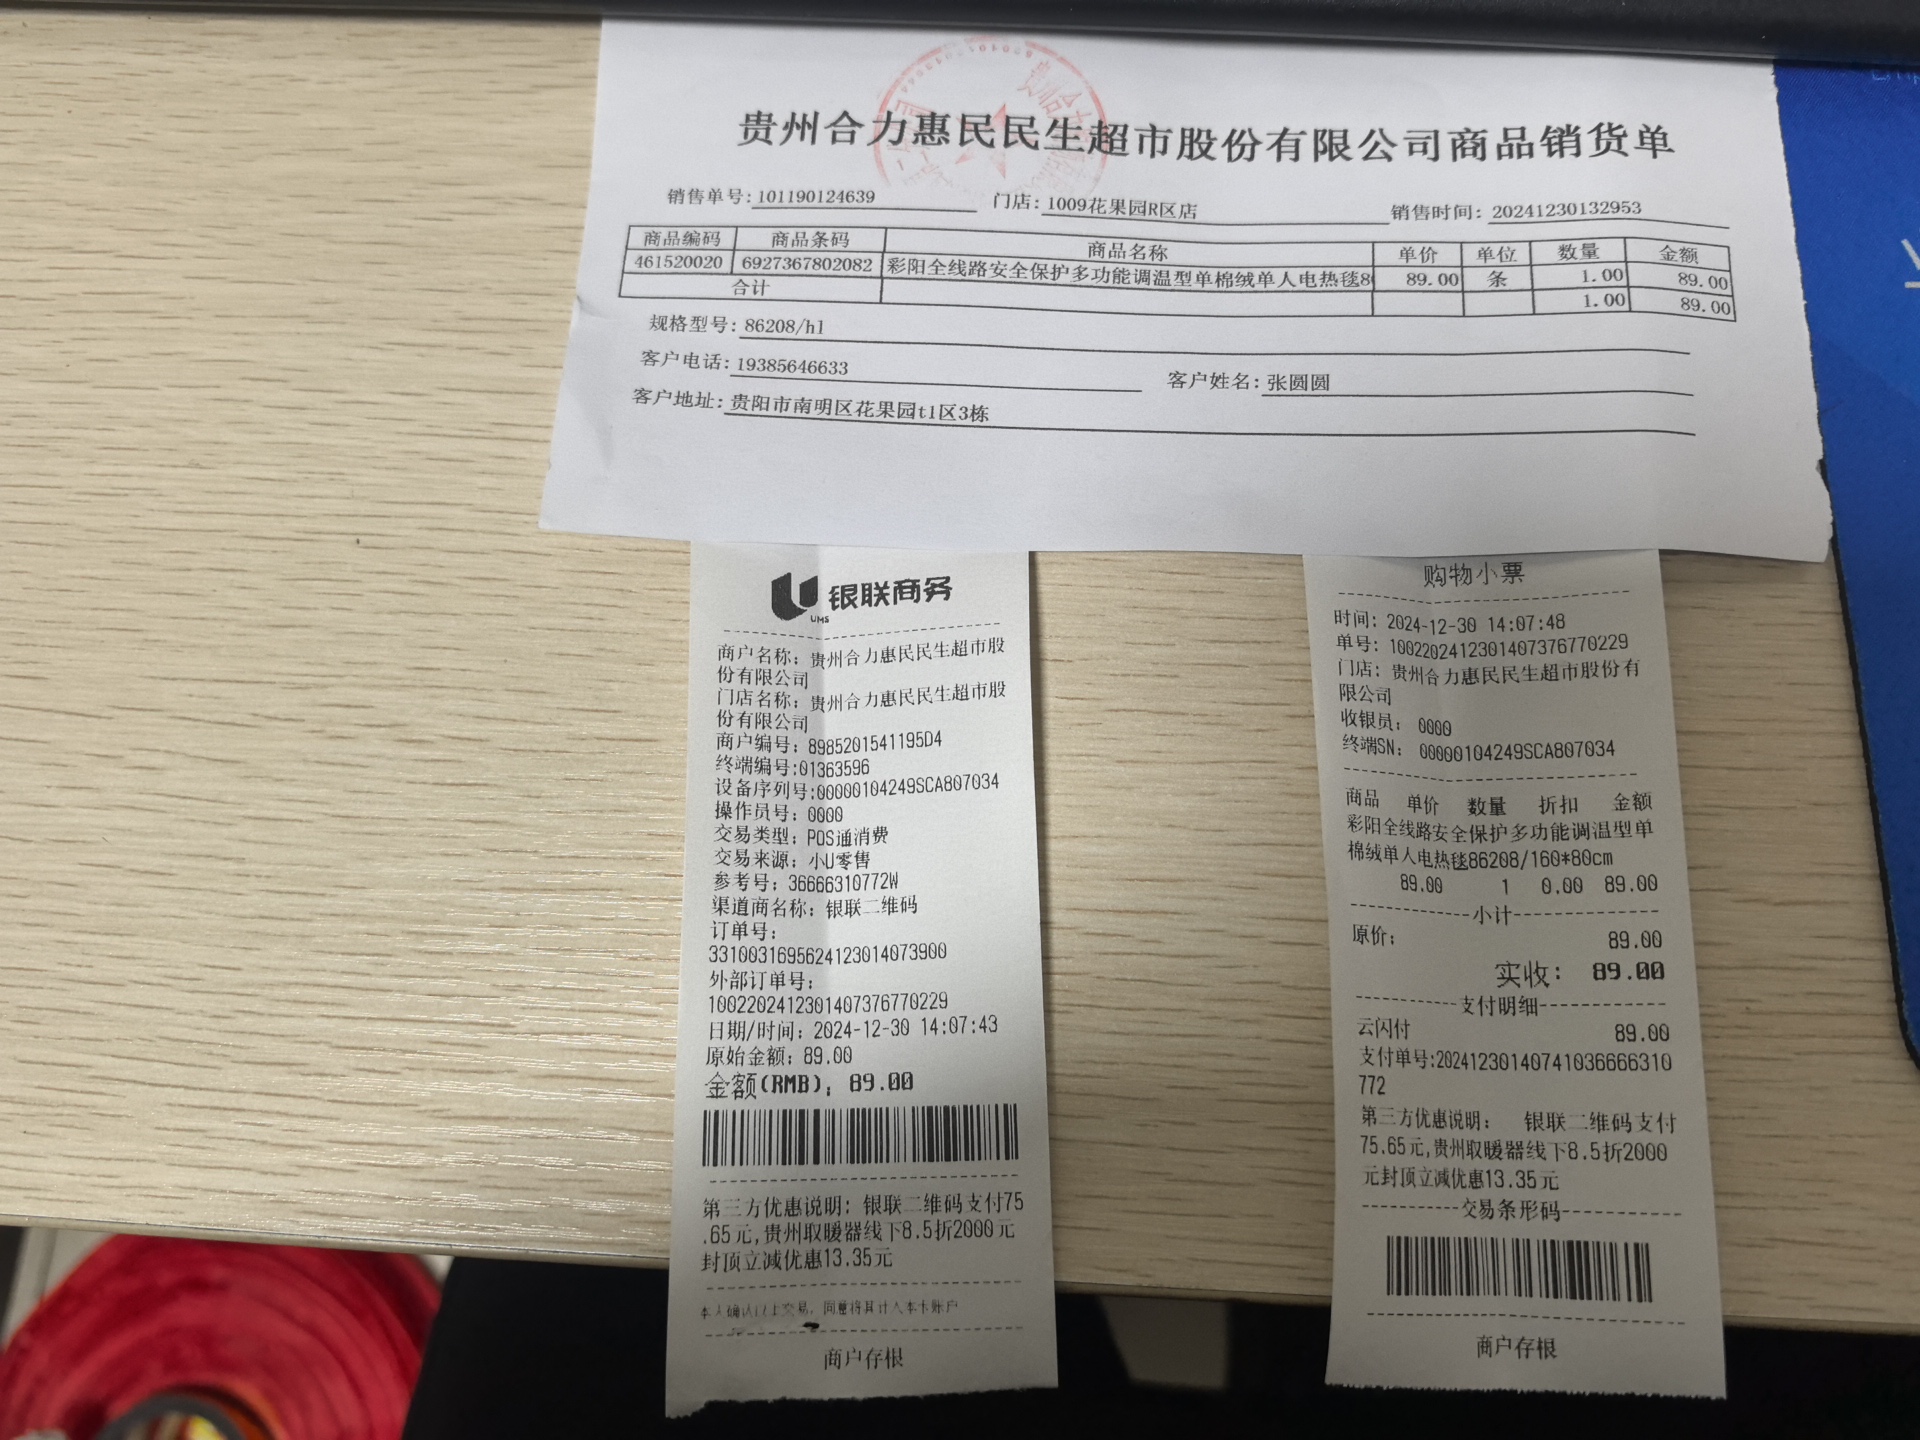 贵州合力惠民民生超市股份有限公司商品销货单
销售单号:101190124639 门店:1009花果园R区店 销售时间:20241230132953
商品编码 商品条码 商品名称 单价 单位 数量 金额
461520020 6927367802082 彩阳全线路安全保护多功能调温型单棉绒单人电热毯8 89.00 条 1.00 89.00
合计 1.00 89.00
规格型号:86208/h1
客户电话:19385646633 客户姓名:张圆圆
客户地址:贵阳市南明区花果园t1区3栋
银联商务
UMS
商户名称: 贵州合力惠民民生超市股
份有限公司
门店名称: 贵州合力惠民民生超市股
份有限公司
商户编号: 8985201541195D4
终端编号:01363596
设备序列号:00000104249SCA807034
操作员号: 0000
交易类型: POS通消费
交易来源: 小U零售
参考号: 36666310772W
渠道商名称: 银联二维码
订单号:
33100316956241230140739​00
外部订单号:
10022024123014073767​70229
日期/时间: 2024-12-30 14:07:43
原始金额: 89.00
金额(RMB): 89.00
第三方优惠说明: 银联二维码支付75
.65元,贵州取暖器线下8.5折2000元
封顶立减优惠13.35元
本人确认以上交易, 同意将其计入本卡账户
商户存根
购物小票
时间: 2024-12-30 14:07:48
单号: 1002202412301407376770229
门店: 贵州合力惠民民生超市股份有
限公司
收银员: 0000
终端SN: 00000104249SCA807034
商品 单价 数量 折扣 金额
彩阳全线路安全保护多功能调温型单
棉绒单人电热毯86208/160*80cm
89.00 1 0.00 89.00
小计
原价: 89.00
实收: 89.00
支付明细
云闪付 89.00
支付单号:20241230140741036666310
772
第三方优惠说明: 银联二维码支付
75.65元,贵州取暖器线下8.5折2000
元封顶立减优惠13.35元
交易条形码
商户存根